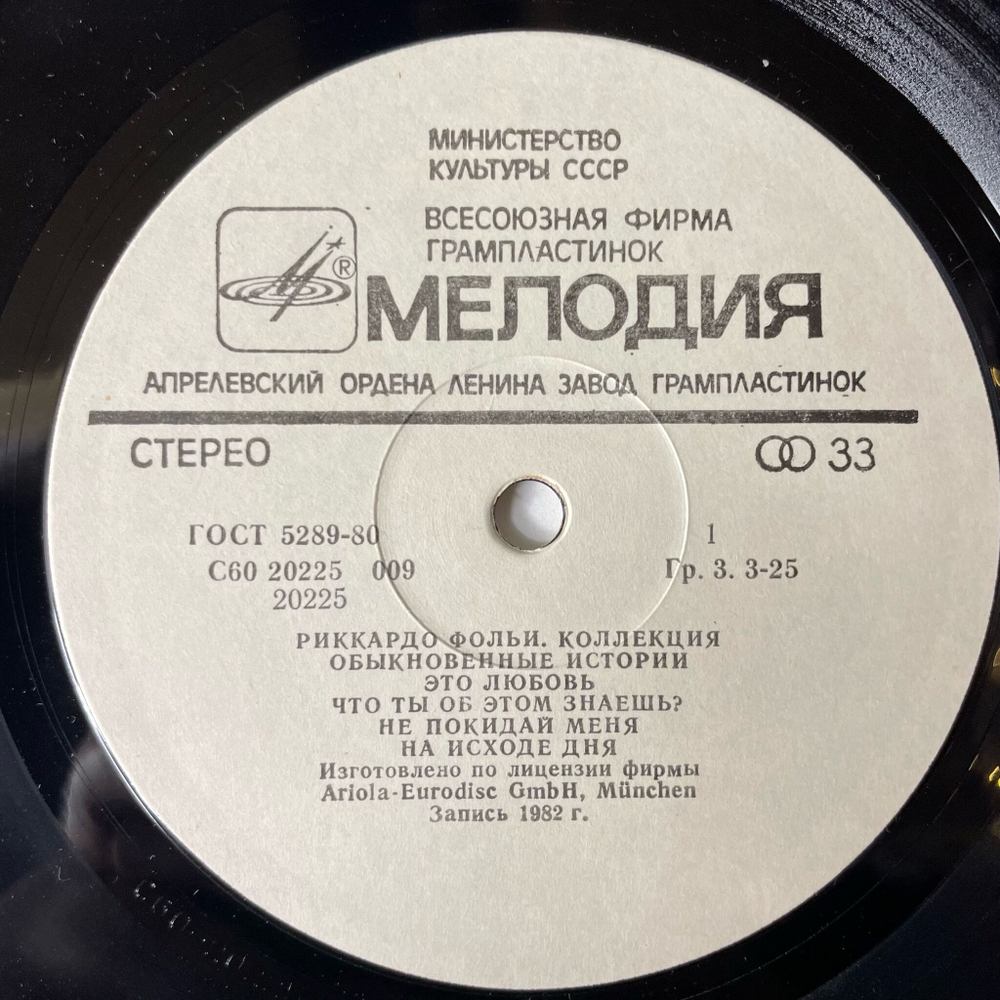 МИНИСТЕРСТВО
КУЛЬТУРЫ СССР
ВСЕСОЮЗНАЯ ФИРМА
ГРАМПЛАСТИНОК
®
МЕЛОДИЯ
АПРЕЛЕВСКИЙ ОРДЕНА ЛЕНИНА ЗАВОД ГРАМПЛАСТИНОК
СТЕРЕО 33
ГОСТ 5289-80 1
С60 20225 009 Гр. 3. 3-25
20225
РИККАРДО ФОЛЬИ. КОЛЛЕКЦИЯ
ОБЫКНОВЕННЫЕ ИСТОРИИ
ЭТО ЛЮБОВЬ
ЧТО ТЫ ОБ ЭТОМ ЗНАЕШЬ?
НЕ ПОКИДАЙ МЕНЯ
НА ИСХОДЕ ДНЯ
Изготовлено по лицензии фирмы
Ariola-Eurodisc GmbH, München
Запись 1982 г.
С60